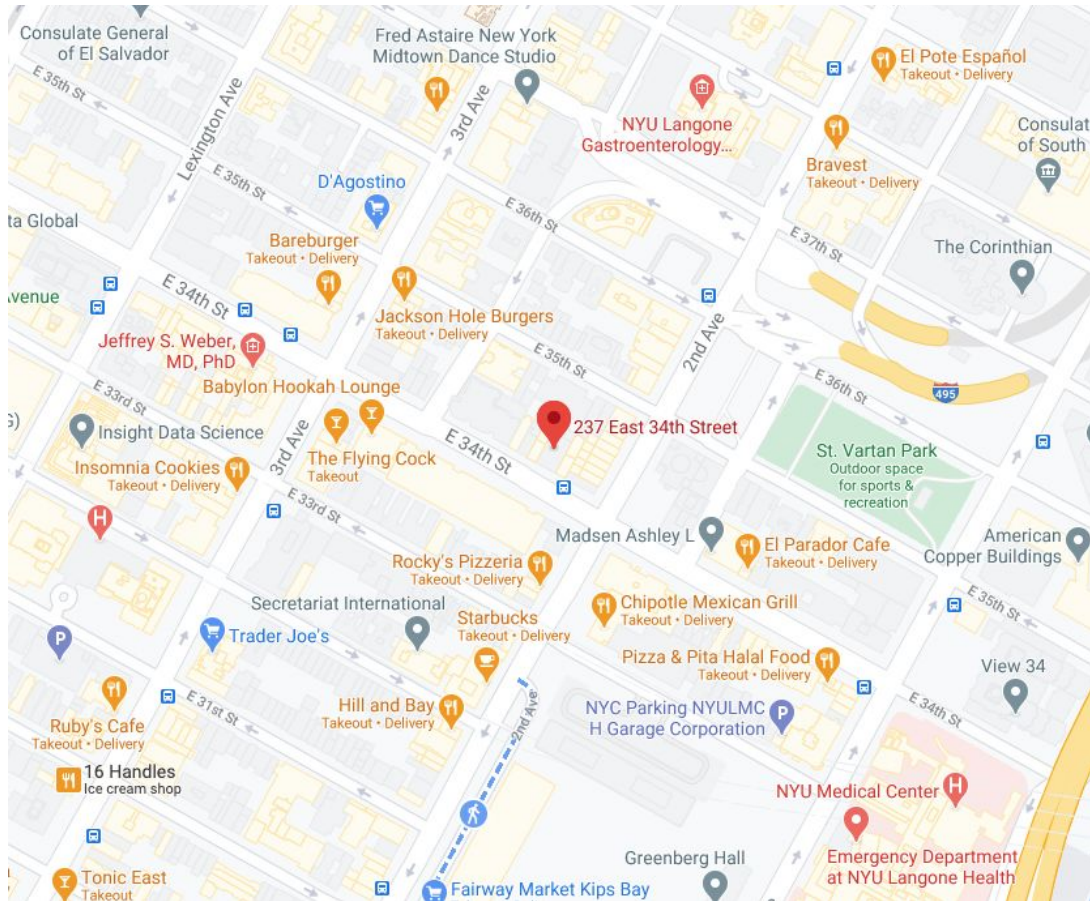 Consulate General
of El Salvador
Fred Astaire New York
Midtown Dance Studio
El Pote Español
Takeout • Delivery
E 35th St
Lexington Ave
3rd Ave
NYU Langone
Gastroenterology...
Consulat
of South
Bravest
Takeout • Delivery
E 35th St
D'Agostino
E 36th St
ta Global
Bareburger
Takeout • Delivery
E 37th St
The Corinthian
E 34th St
Avenue
Jackson Hole Burgers
Takeout • Delivery
Jeffrey S. Weber,
MD, PhD
2nd Ave
E 35th St
E 36th St
495
Babylon Hookah Lounge
E 33rd St
G)
Insight Data Science
237 East 34th Street
E 34th St
St. Vartan Park
Outdoor space
for sports &
recreation
3rd Ave
The Flying Cock
Takeout
Insomnia Cookies
Takeout • Delivery
E 33rd St
H
Madsen Ashley L
El Parador Cafe
Takeout • Delivery
American
Copper Buildings
Rocky's Pizzeria
Takeout • Delivery
E 35th St
Secretariat International
Starbucks
Takeout • Delivery
Chipotle Mexican Grill
Takeout • Delivery
P
Trader Joe's
Pizza & Pita Halal Food
Takeout • Delivery
View 34
E 31st St
Hill and Bay
Takeout • Delivery
2nd Ave
NYC Parking NYULMC
H Garage Corporation
P
E 34th St
Ruby's Cafe
Takeout • Delivery
16 Handles
Ice cream shop
NYU Medical Center
H
Greenberg Hall
Emergency Department
at NYU Langone Health
Tonic East
Takeout
Fairway Market Kips Bay